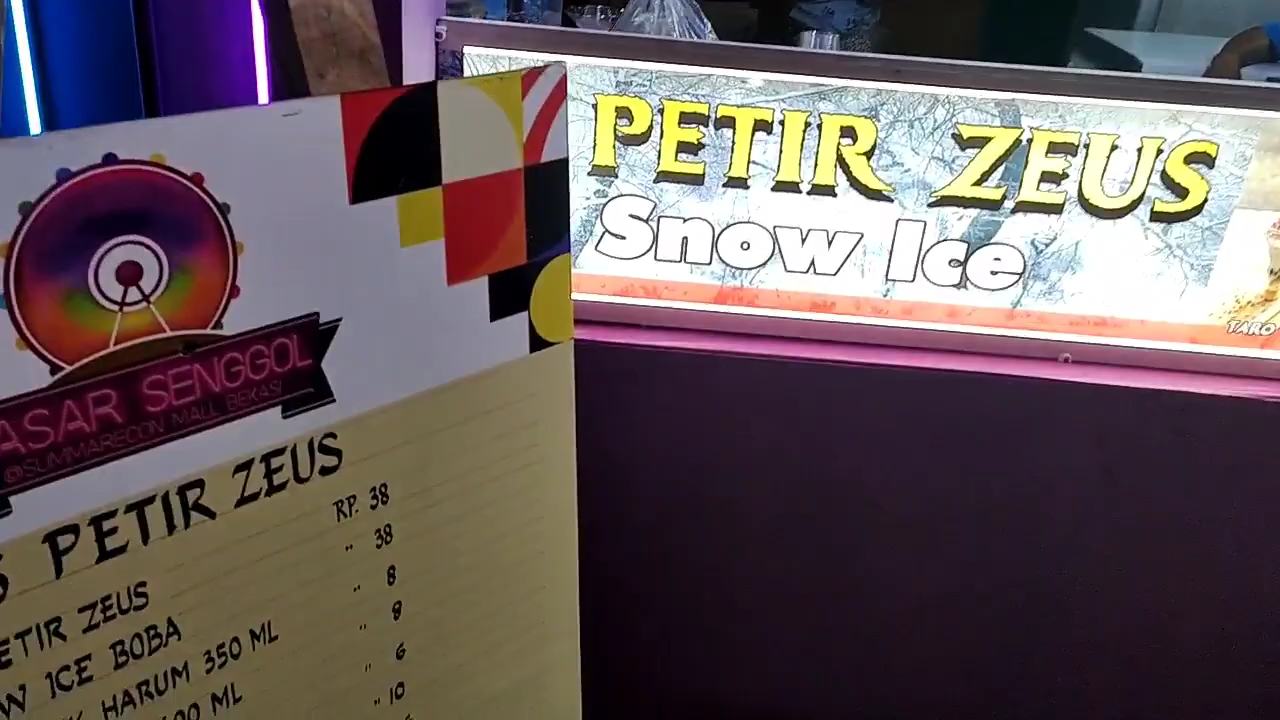 PETIR ZEUS
Snow Ice
TARO
ASAR SENGGOL
@SUMMARECON MALL BEKASI
S PETIR ZEUS
RP. 38
ETIR ZEUS " 38
W ICE BOBA " 8
HARUM 350 ML " 8
" 6
00 ML " 10